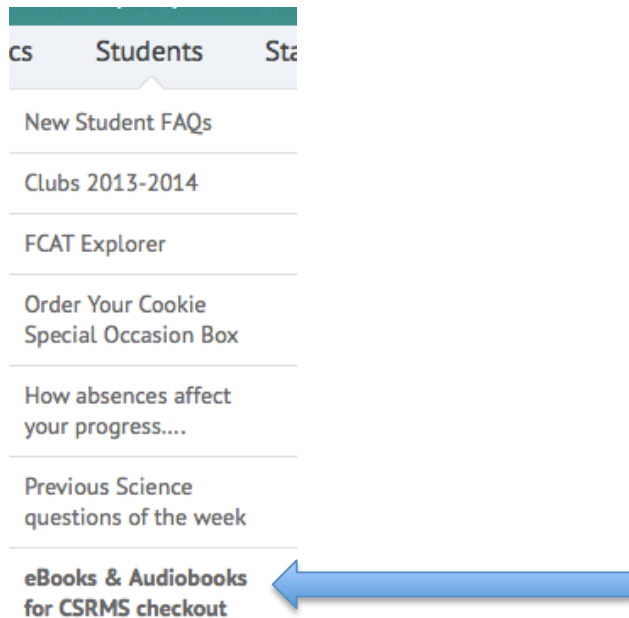 cs Students Sta
New Student FAQs
Clubs 2013-2014
FCAT Explorer
Order Your Cookie
Special Occasion Box
How absences affect
your progress....
Previous Science
questions of the week
eBooks & Audiobooks
for CSRMS checkout